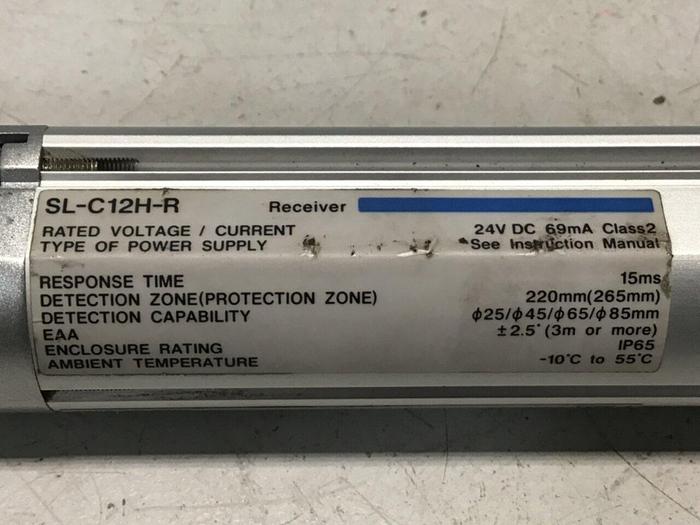 SL-C12H-R Receiver
RATED VOLTAGE / CURRENT 24V DC 69mA Class2
TYPE OF POWER SUPPLY *See Instruction Manual
RESPONSE TIME 15ms
DETECTION ZONE(PROTECTION ZONE) 220mm(265mm)
DETECTION CAPABILITY ϕ25/ϕ45/ϕ65/ϕ85mm
EAA ±2.5° (3m or more)
ENCLOSURE RATING IP65
AMBIENT TEMPERATURE -10°C to 55°C